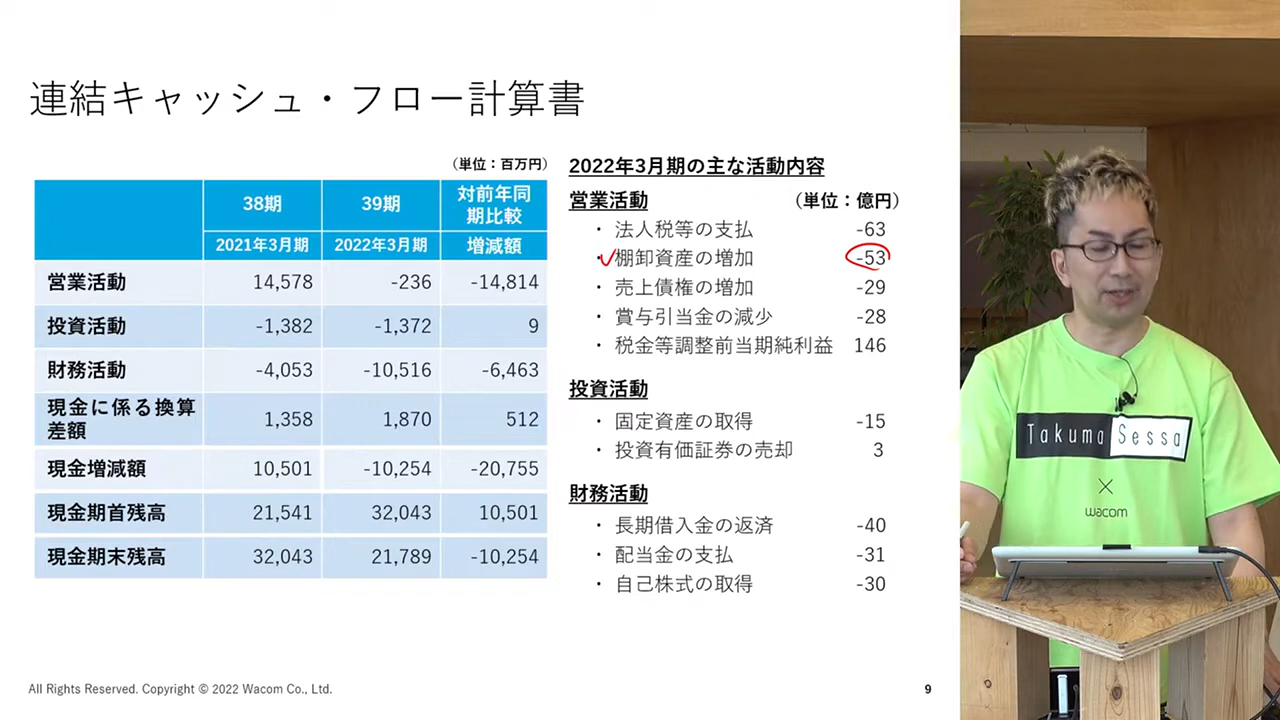 連結キャッシュ・フロー計算書
（単位：百万円）
38期 39期 対前年同期比較
2021年3月期 2022年3月期 増減額
営業活動 14,578 -236 -14,814
投資活動 -1,382 -1,372 9
財務活動 -4,053 -10,516 -6,463
現金に係る換算差額 1,358 1,870 512
現金増減額 10,501 -10,254 -20,755
現金期首残高 21,541 32,043 10,501
現金期末残高 32,043 21,789 -10,254
2022年3月期の主な活動内容
営業活動 （単位：億円）
・法人税等の支払 -63
・棚卸資産の増加 -53
・売上債権の増加 -29
・賞与引当金の減少 -28
・税金等調整前当期純利益 146
投資活動
・固定資産の取得 -15
・投資有価証券の売却 3
財務活動
・長期借入金の返済 -40
・配当金の支払 -31
・自己株式の取得 -30
All Rights Reserved. Copyright © 2022 Wacom Co., Ltd.
9
Takuma Sessa
×
wacom